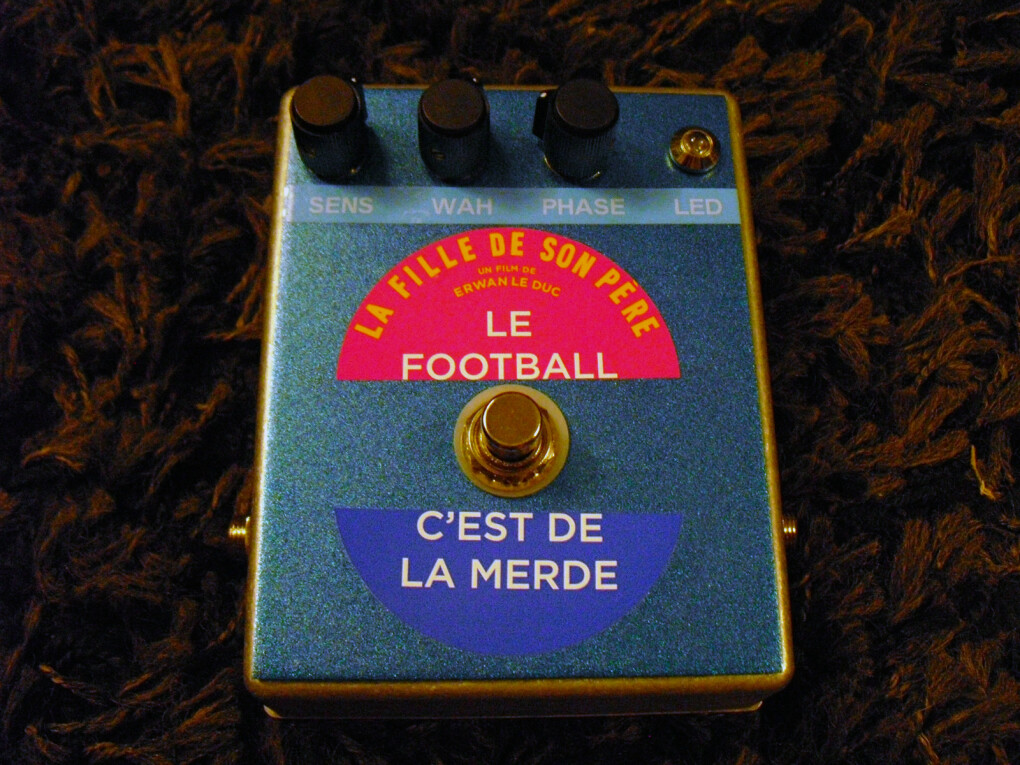 SENS WAH PHASE LED
LA FILLE DE SON PÈRE
UN FILM DE
ERWAN LE DUC
LE
FOOTBALL
C'EST DE
LA MERDE